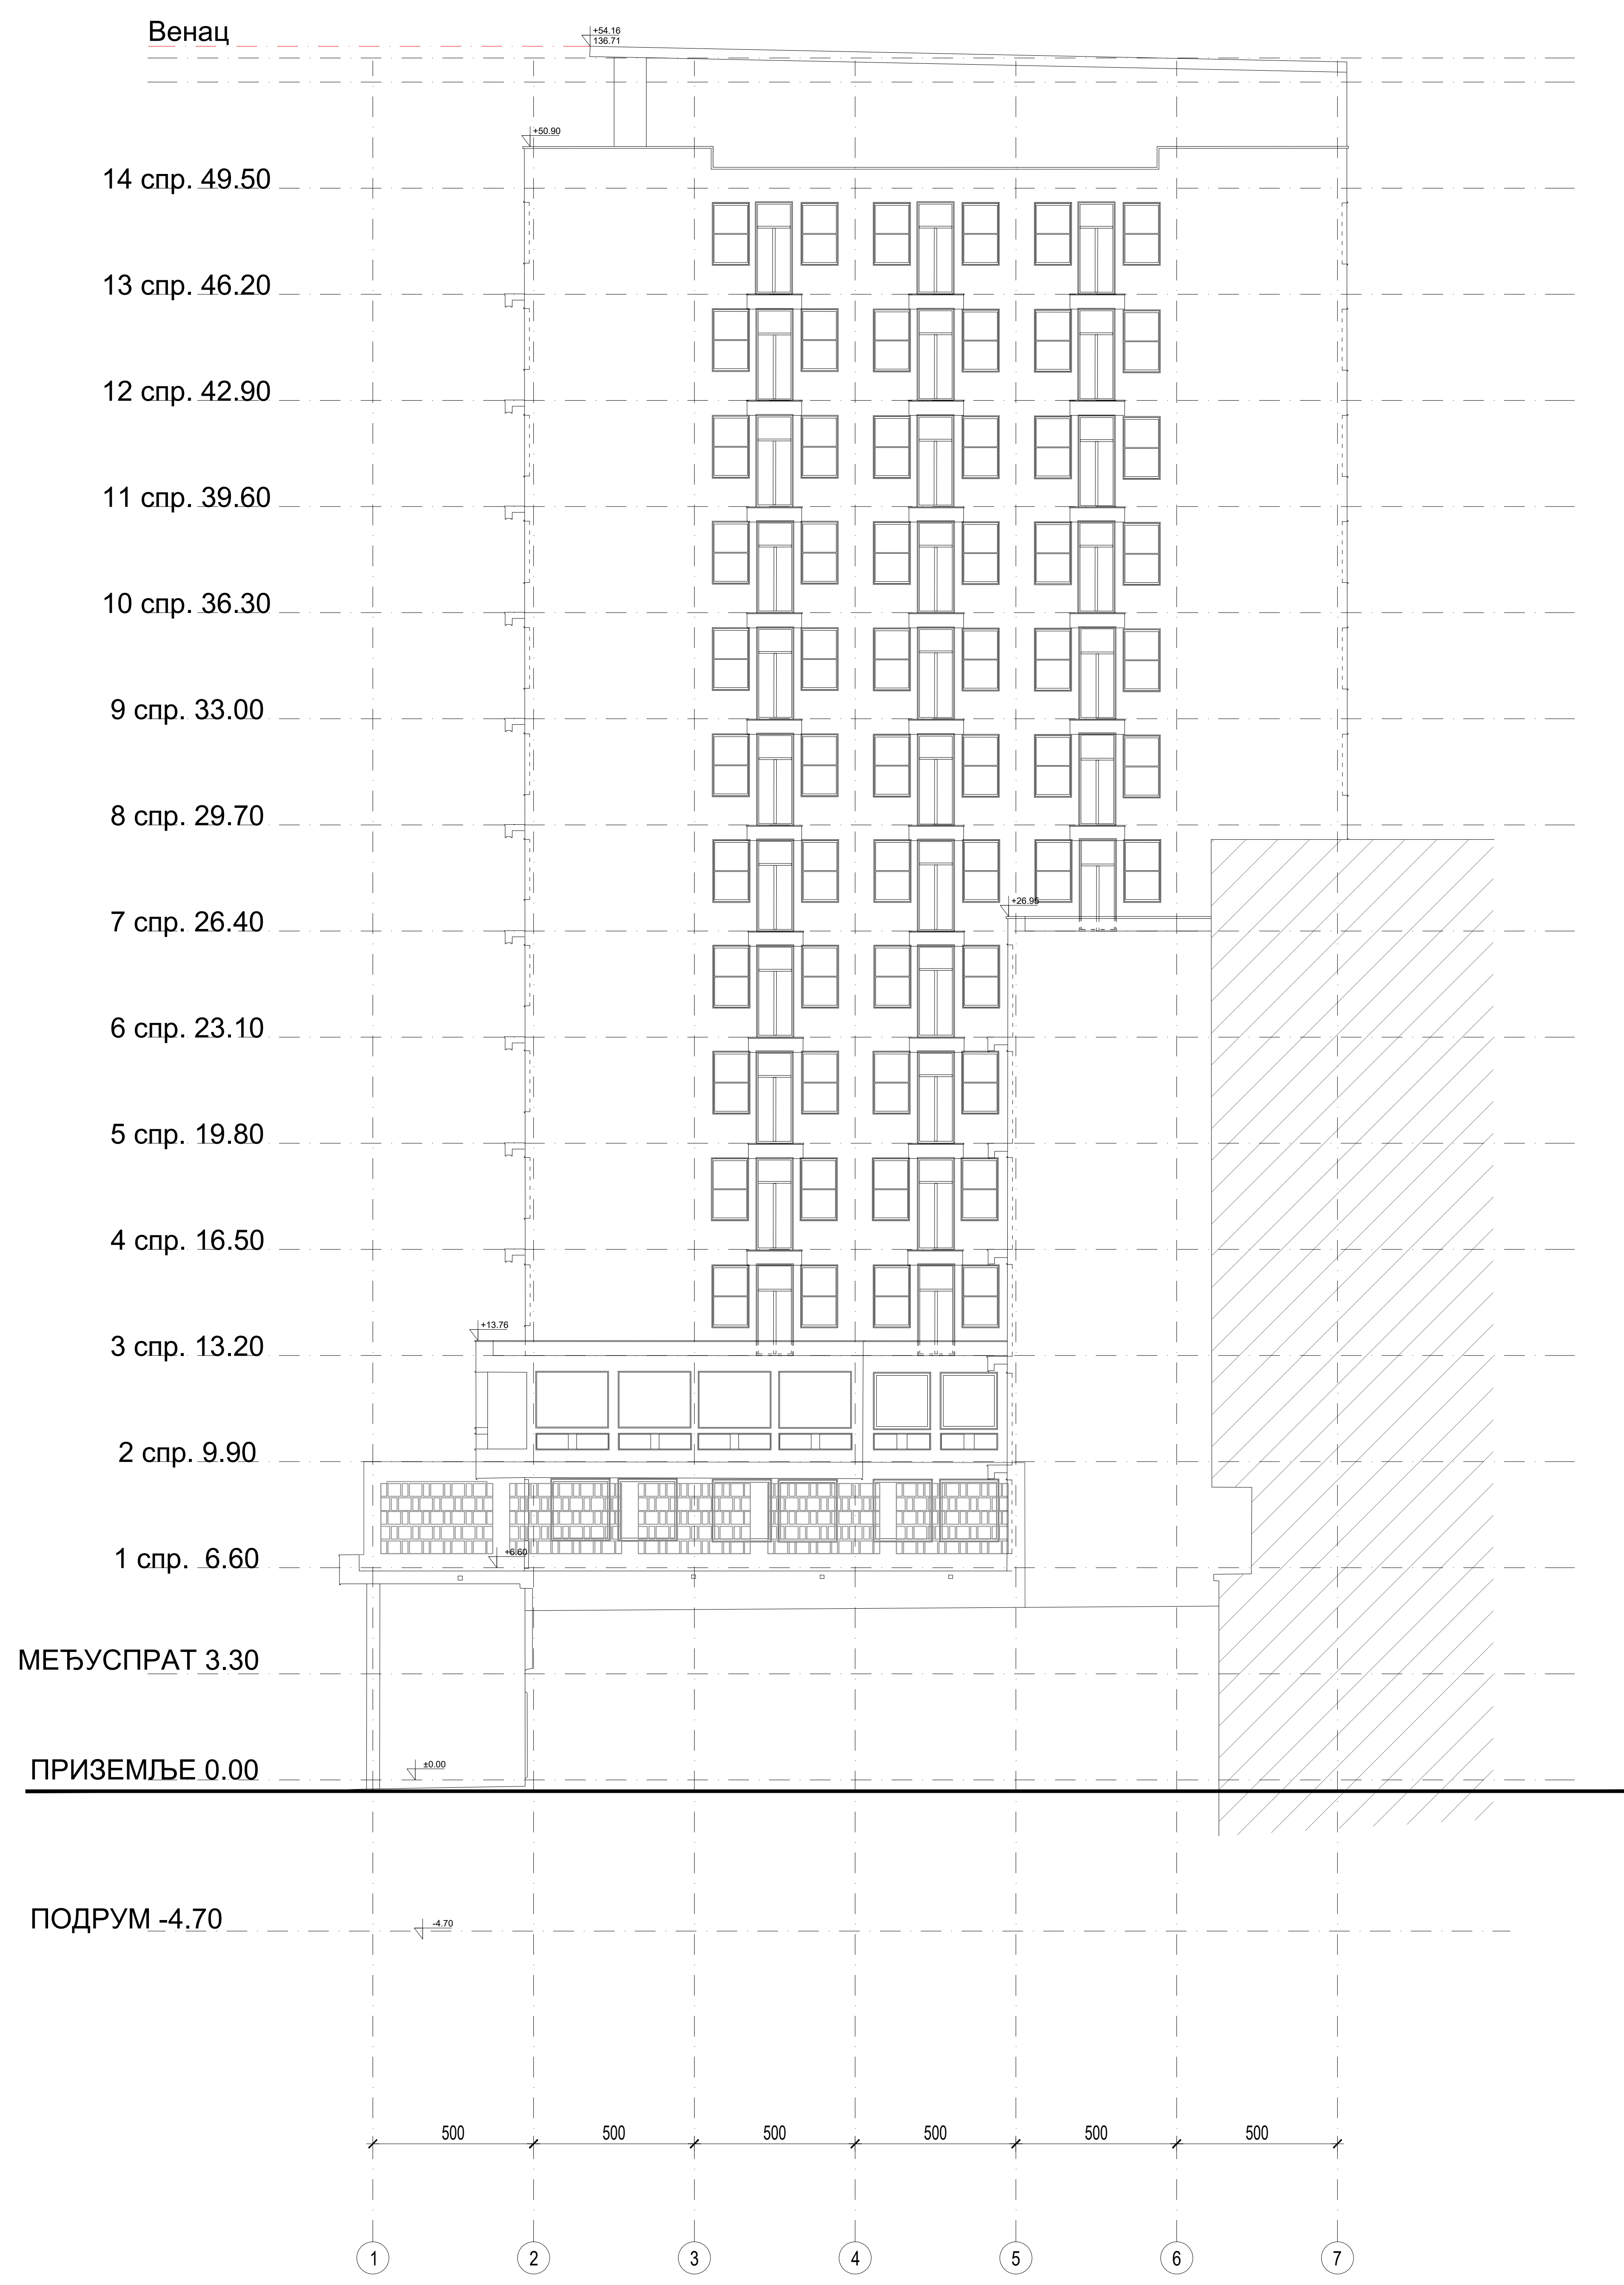 Венац
+54.16
136.71
+50.90
14 спр. 49.50
13 спр. 46.20
12 спр. 42.90
11 спр. 39.60
10 спр. 36.30
9 спр. 33.00
8 спр. 29.70
+26.95
7 спр. 26.40
6 спр. 23.10
5 спр. 19.80
4 спр. 16.50
+13.76
3 спр. 13.20
2 спр. 9.90
+6.60
1 спр. 6.60
МЕЂУСПРАТ 3.30
±0.00
ПРИЗЕМЉЕ 0.00
ПОДРУМ -4.70
-4.70
500 500 500 500 500 500
1 2 3 4 5 6 7